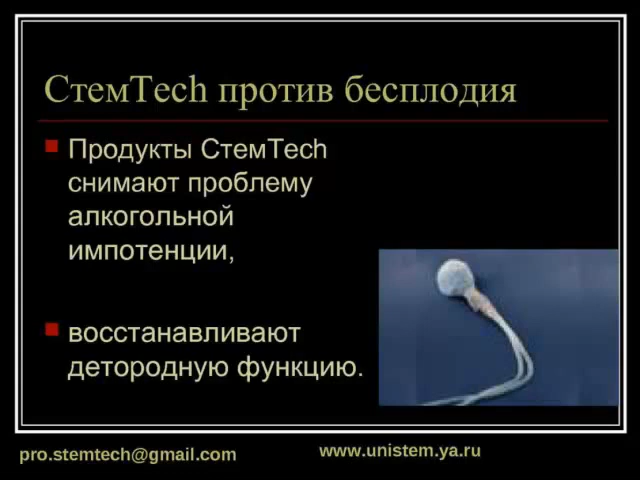 СтемTech против бесплодия
Продукты СтемTech
снимают проблему
алкогольной
импотенции,
восстанавливают
детородную функцию.
pro.stemtech@gmail.com
www.unistem.ya.ru